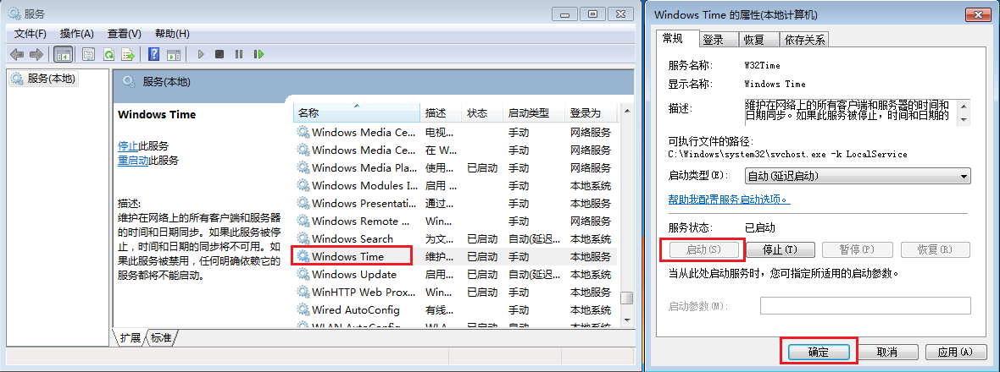 服务
文件(F) 操作(A) 查看(V) 帮助(H)
服务(本地)
服务(本地)
Windows Time
停止此服务
重启动此服务
描述:
维护在网络上的所有客户端和服务器
的时间和日期同步。如果此服务被停
止，时间和日期的同步将不可用。如
果此服务被禁用，任何明确依赖它的
服务都将不能启动。
名称 描述 状态 启动类型 登录为
Windows Media Ce... 电视... 手动 网络服务
Windows Media Ce... 在 W... 手动 网络服务
Windows Media Pla... 使用... 已启动 手动 网络服务
Windows Modules I... 启用 ... 手动 本地系统
Windows Presentati... 通过... 手动 本地服务
Windows Remote ... Win... 手动 网络服务
Windows Search 为文... 已启动 自动(延迟... 本地系统
Windows Time 维护... 已启动 手动 本地服务
Windows Update 启用... 已启动 自动(延迟... 本地系统
WinHTTP Web Prox... Win... 已启动 手动 本地服务
Wired AutoConfig 有线... 手动 本地系统
WLAN AutoConfig WLA... 已启动 手动 本地系统
扩展 标准
Windows Time 的属性(本地计算机)
常规 登录 恢复 依存关系
服务名称: W32Time
显示名称: Windows Time
描述: 维护在网络上的所有客户端和服务器的时间和
日期同步。如果此服务被停止，时间和日期的
可执行文件的路径:
C:\Windows\system32\svchost.exe -k LocalService
启动类型(E): 自动(延迟启动)
帮助我配置服务启动选项。
服务状态: 已启动
启动(S) 停止(T) 暂停(P) 恢复(R)
当从此处启动服务时，您可指定所适用的启动参数。
启动参数(M):
确定 取消 应用(A)